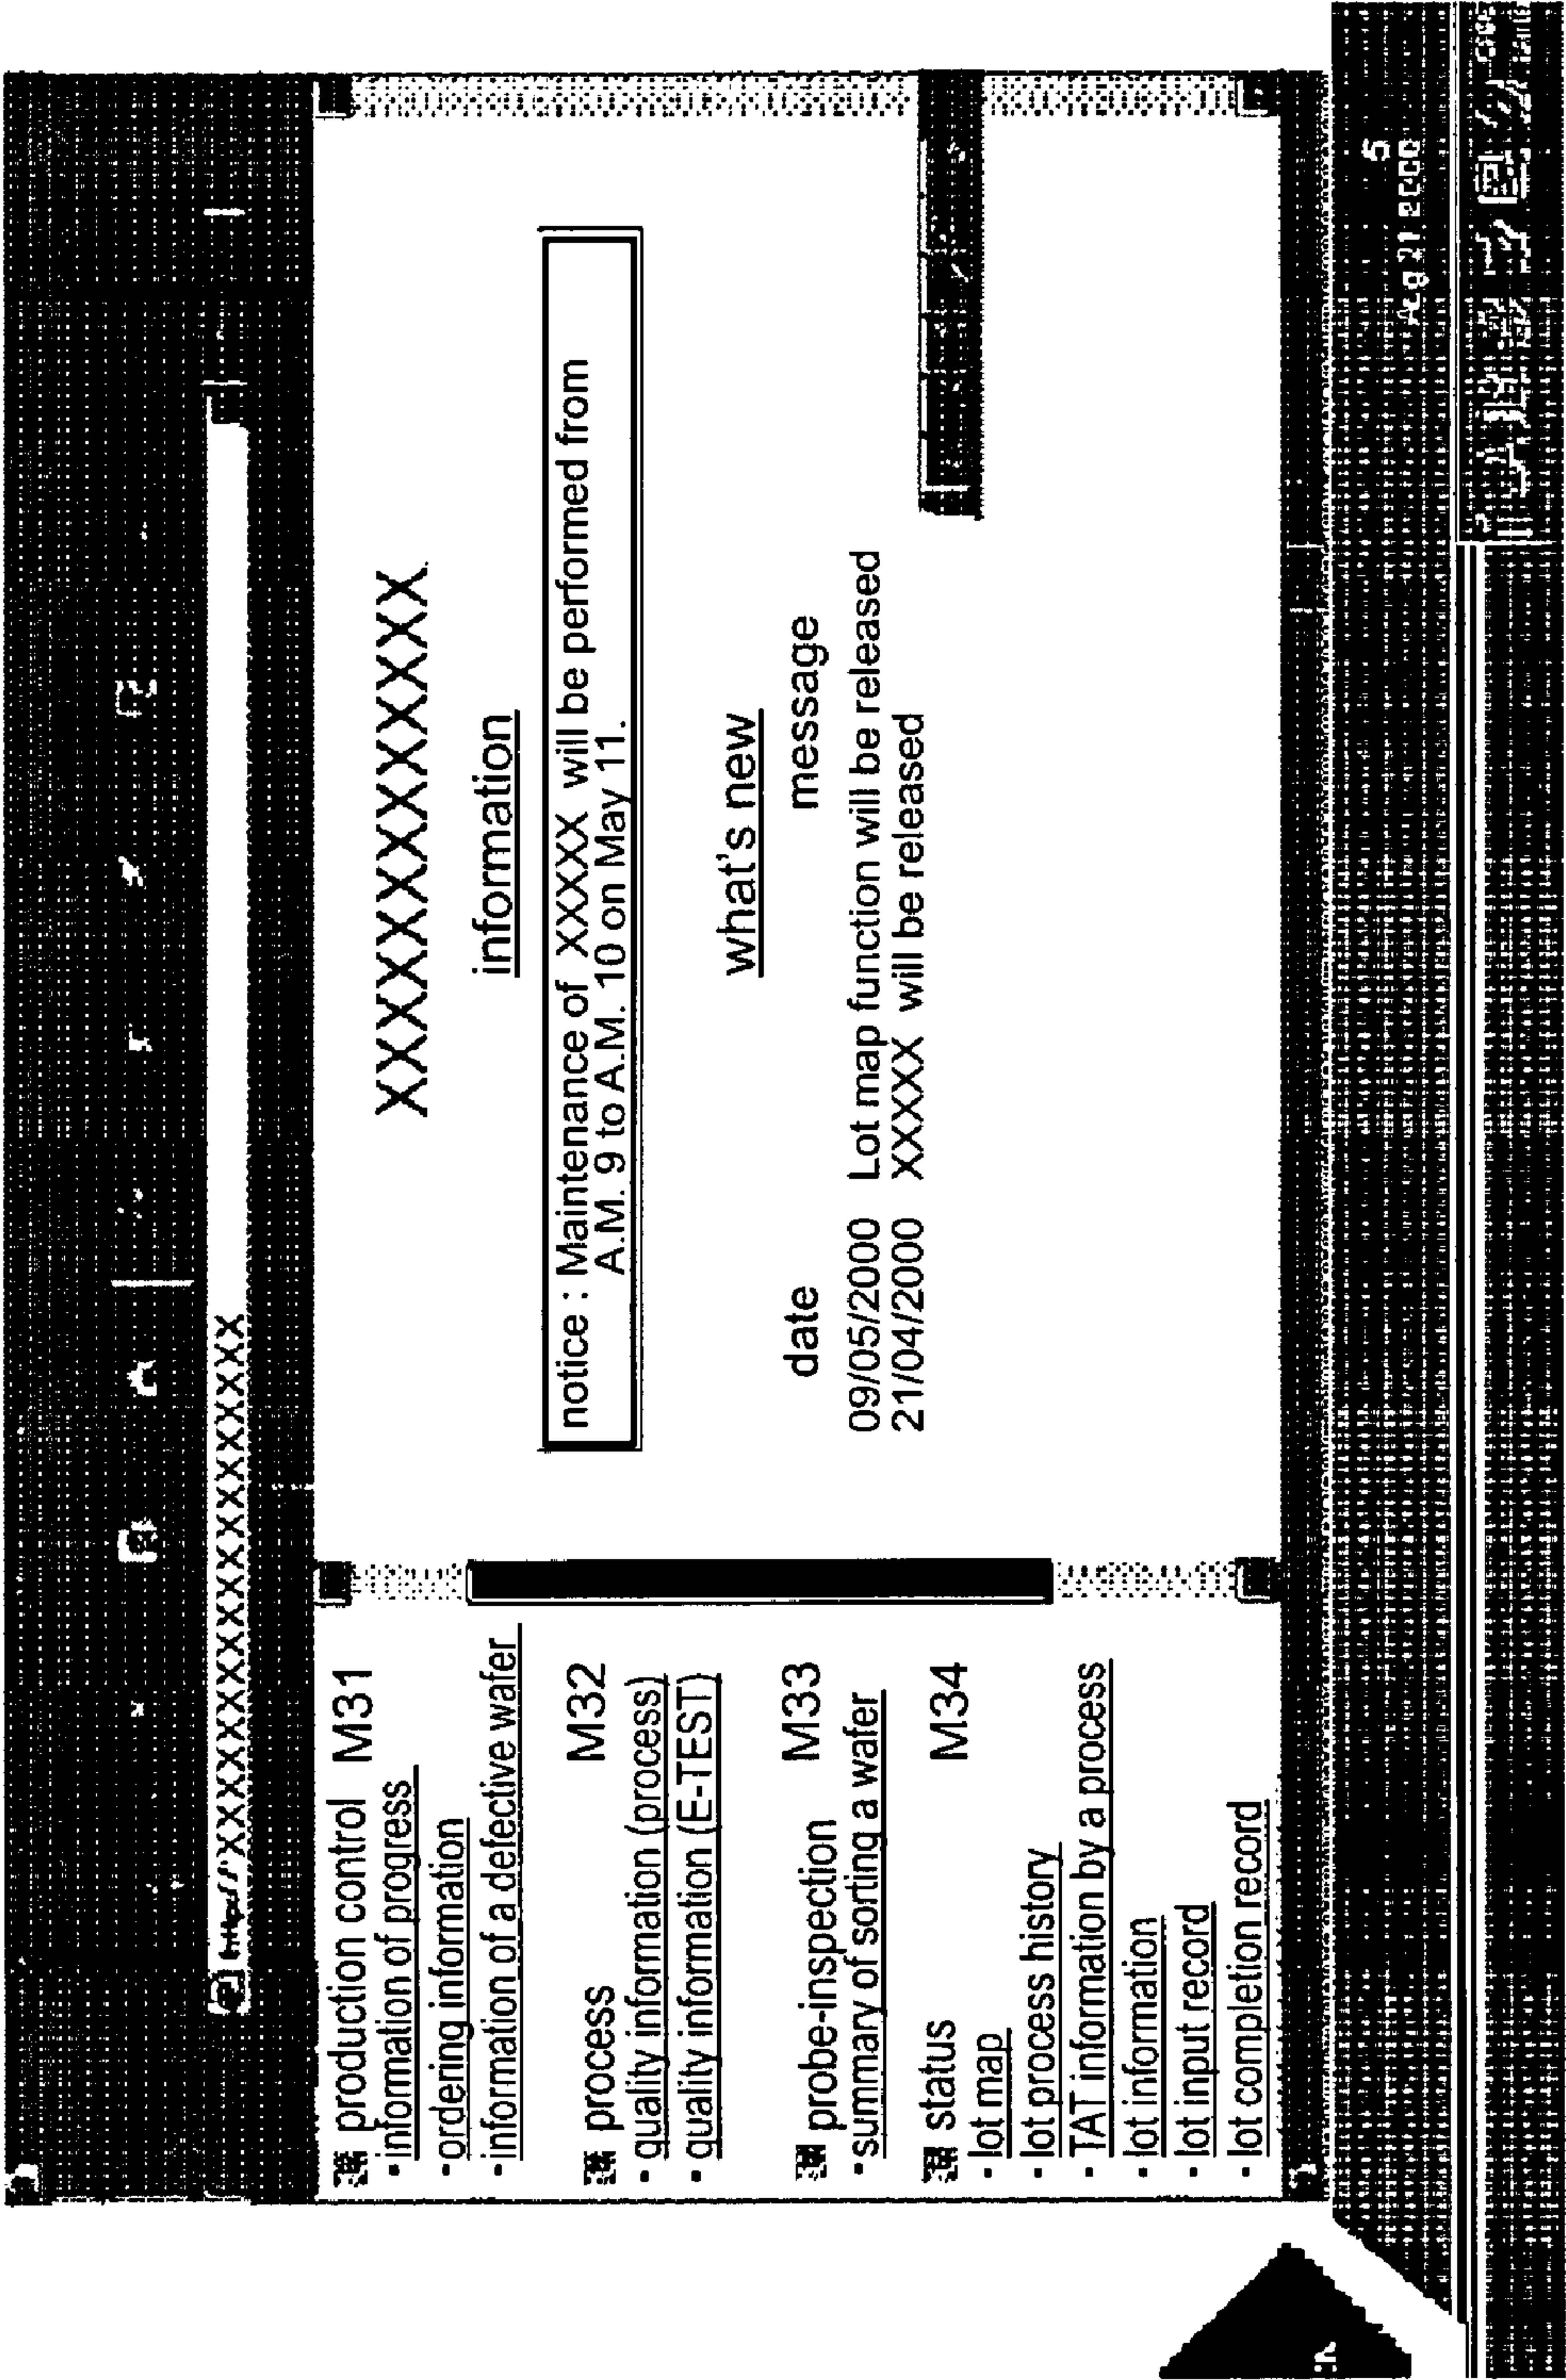 http://XXXXXXXXXXXXXXXXXXX
production control M31
· information of progress
· ordering information
· information of a defective wafer
process M32
· quality information (process)
· quality information (E-TEST)
probe-inspection M33
· summary of sorting a wafer
status M34
· lot map
· lot process history
· TAT information by a process
· lot information
· lot input record
· lot completion record
XXXXXXXXXXXXX
information
notice : Maintenance of XXXXX will be performed from
A.M. 9 to A.M. 10 on May 11.
what's new
date message
09/05/2000 Lot map function will be released
21/04/2000 XXXXX will be released